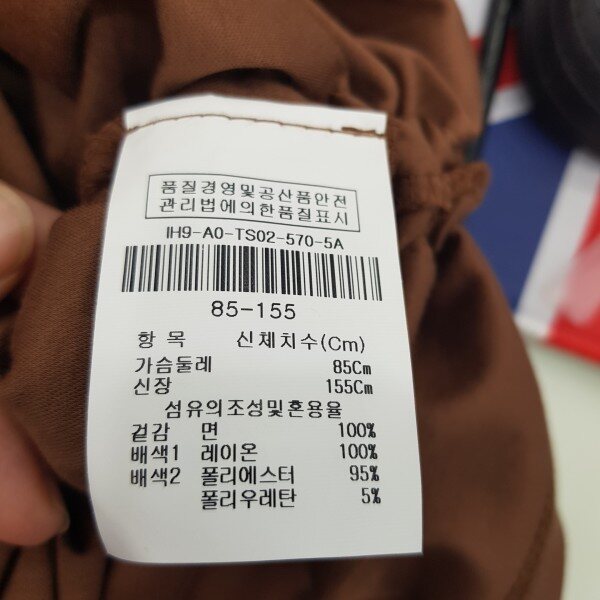 품질경영및공산품안전
관리법에의한품질표시
IH9-A0-TS02-570-5A
85-155
항 목 신체치수(Cm)
가슴둘레 85Cm
신장 155Cm
섬유의조성및혼용율
겉감 면 100%
배색1 레이온 100%
배색2 폴리에스터 95%
폴리우레탄 5%